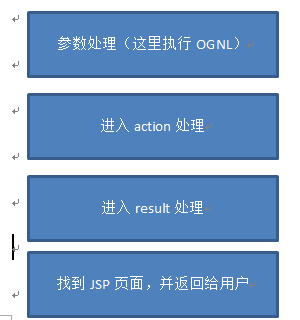 参数处理（这里执行 OGNL）
进入 action 处理
进入 result 处理
找到 JSP 页面，并返回给用户